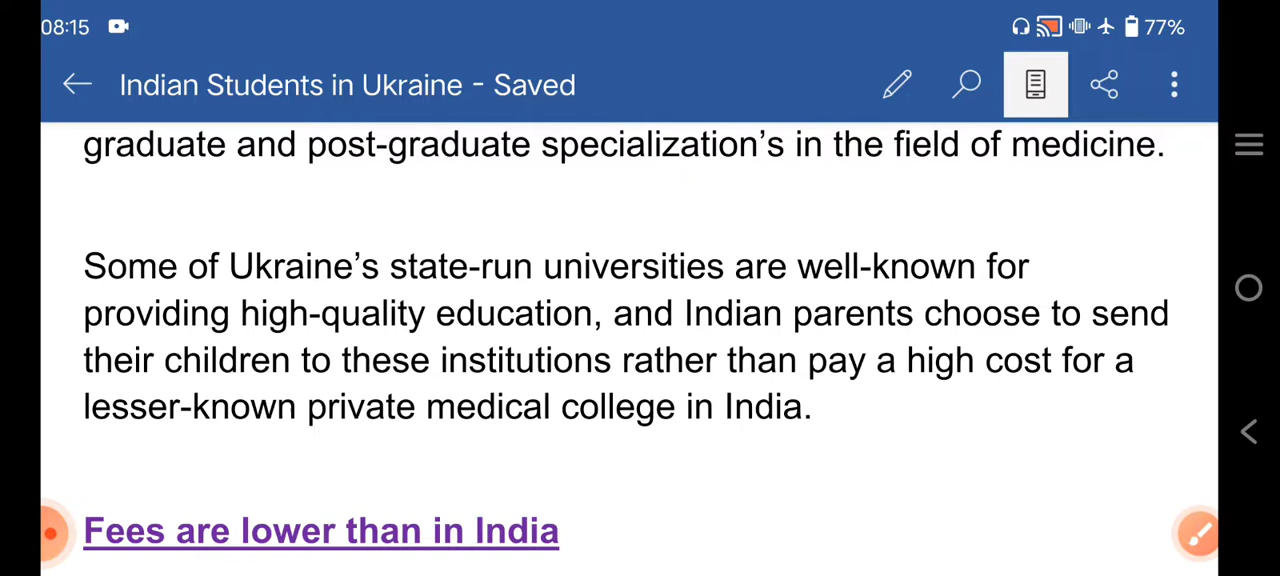 08:15
77%
Indian Students in Ukraine - Saved
graduate and post-graduate specialization’s in the field of medicine.
Some of Ukraine’s state-run universities are well-known for
providing high-quality education, and Indian parents choose to send
their children to these institutions rather than pay a high cost for a
lesser-known private medical college in India.
Fees are lower than in India